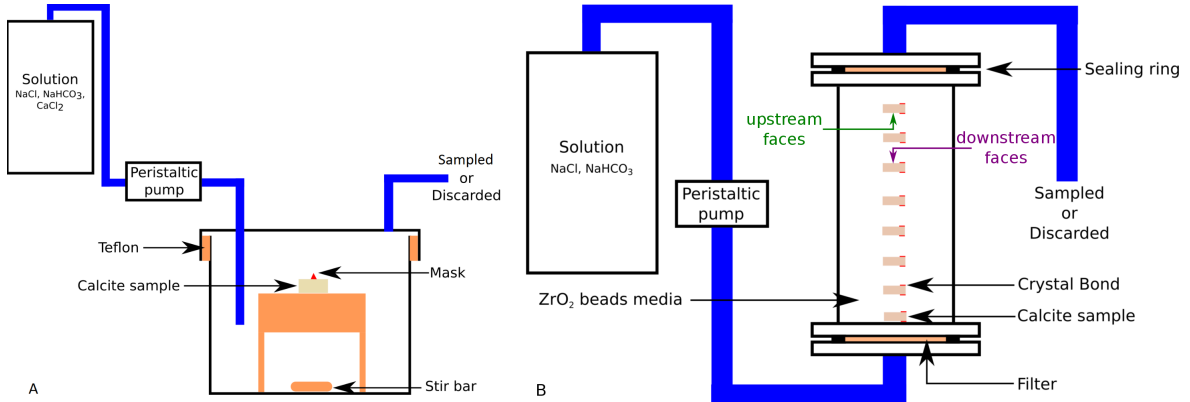 Solution
NaCl, NaHCO3,
CaCl2
Peristaltic
pump
Sampled
or
Discarded
Teflon
Mask
Calcite sample
Stir bar
A
Solution
NaCl, NaHCO3
Peristaltic
pump
Sealing ring
upstream
faces
downstream
faces
Sampled
or
Discarded
ZrO2 beads media
Crystal Bond
Calcite sample
Filter
B